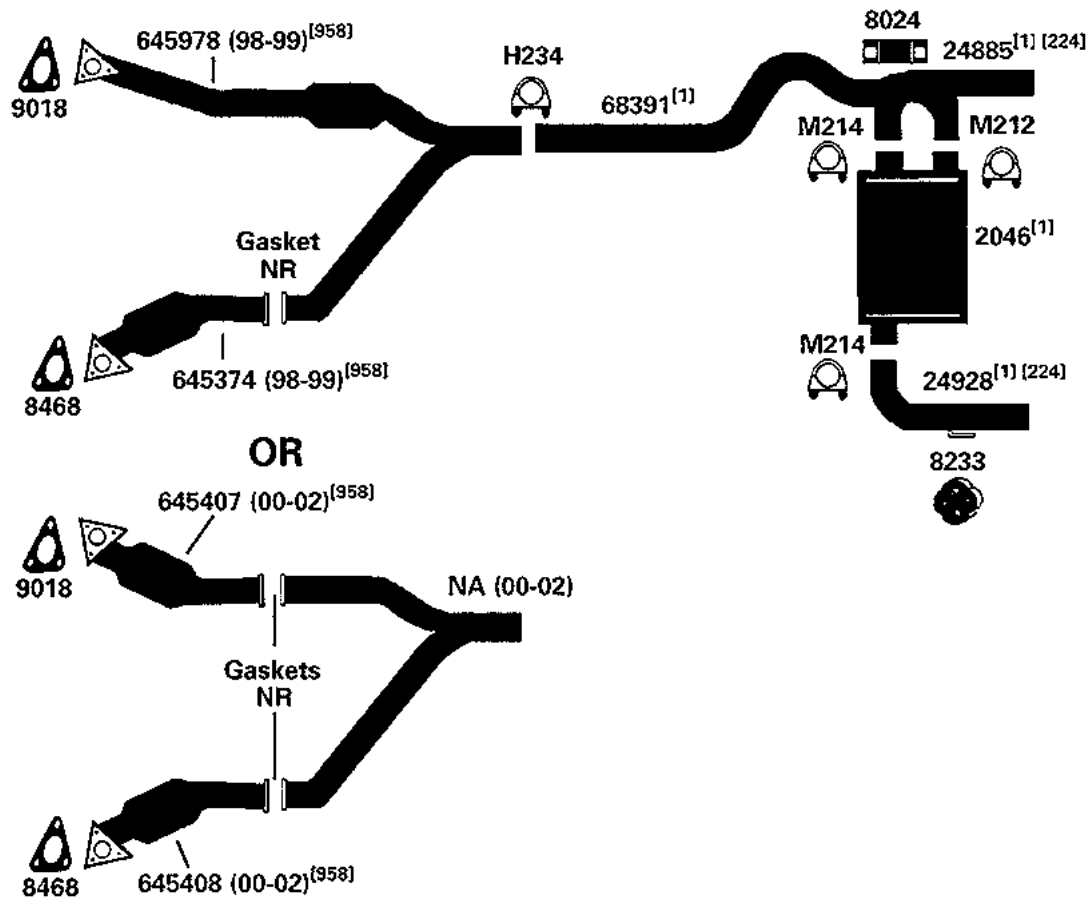 8024
645978 (98-99)[958]
24885[1] [224]
H234
9018
68391[1]
M214
M212
Gasket
NR
2046[1]
M214
645374 (98-99)[958]
24928[1] [224]
8468
OR
8233
645407 (00-02)[958]
9018
NA (00-02)
Gaskets
NR
645408 (00-02)[958]
8468